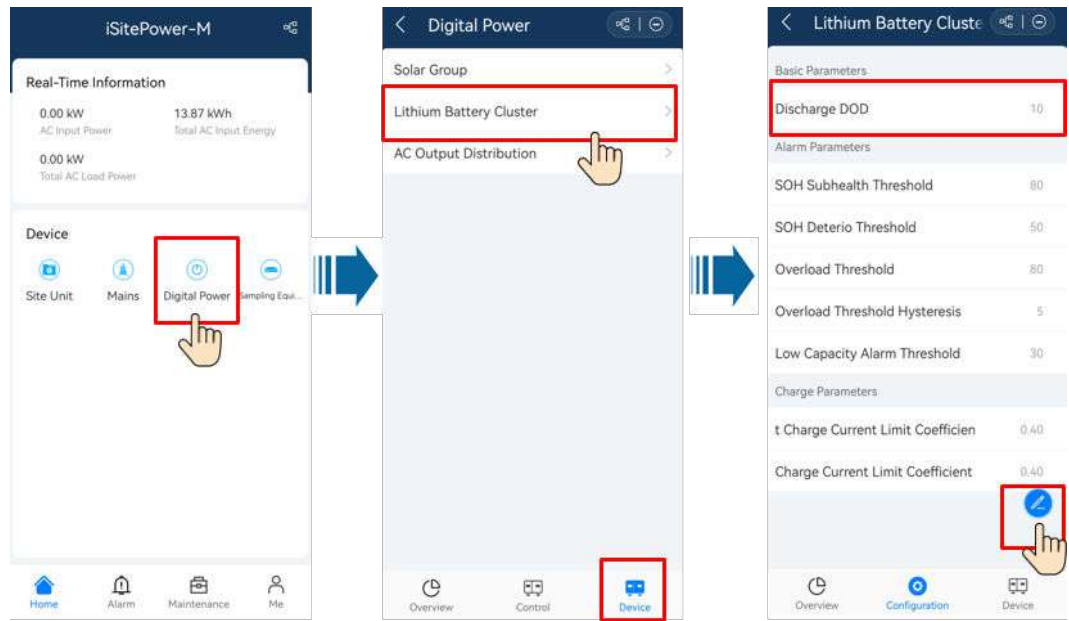 iSitePower-M
Real-Time Information
0.00 kW
13.87 kWh
AC Input Power
Total AC Input Energy
0.00 kW
Total AC Load Power
Device
Site Unit
Mains
Digital Power
Sampling Equi...
Home
Alarm
Maintenance
Me
Digital Power
Solar Group
Lithium Battery Cluster
AC Output Distribution
Overview
Control
Device
Lithium Battery Cluste
Basic Parameters
Discharge DOD 10
Alarm Parameters
SOH Subhealth Threshold 80
SOH Deterio Threshold 50
Overload Threshold 80
Overload Threshold Hysteresis 5
Low Capacity Alarm Threshold 30
Charge Parameters
t Charge Current Limit Coefficien 0.40
Charge Current Limit Coefficient 0.40
Overview
Configuration
Device